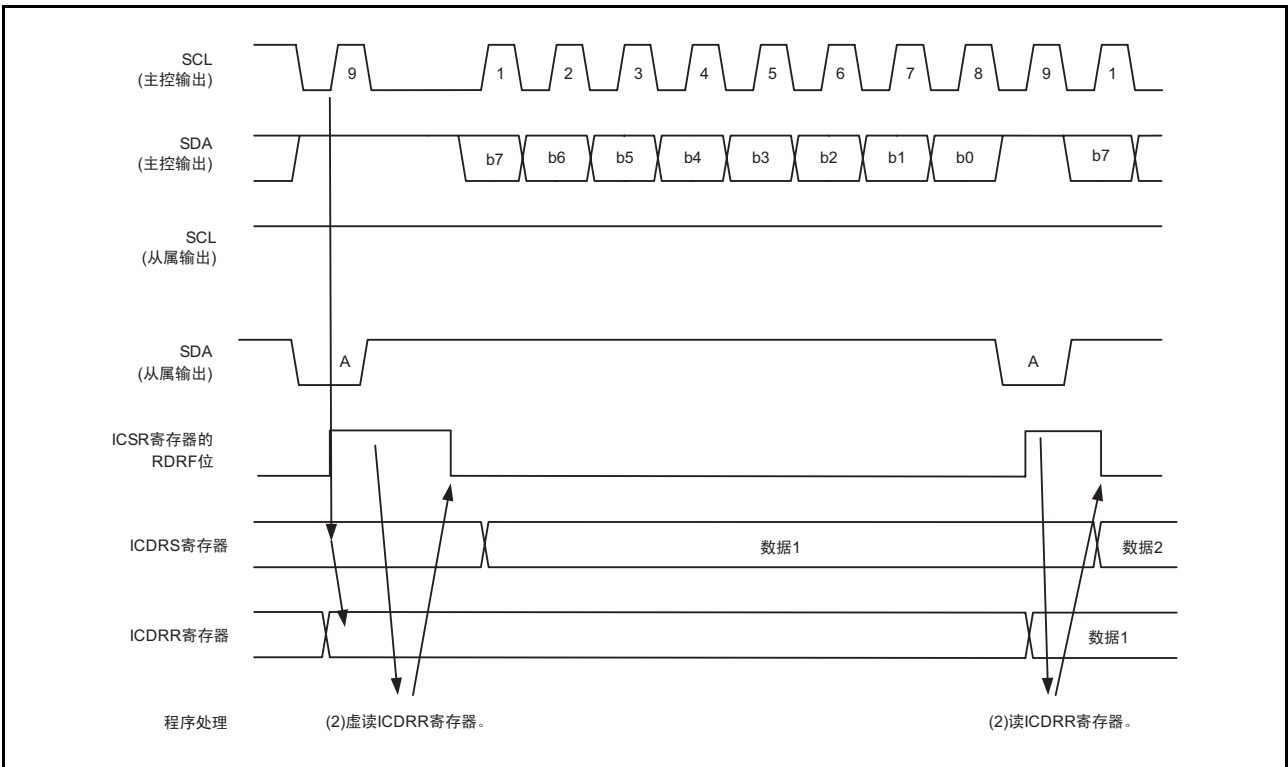 SCL
(主控输出)
9 1 2 3 4 5 6 7 8 9 1
SDA
(主控输出)
b7 b6 b5 b4 b3 b2 b1 b0 b7
SCL
(从属输出)
SDA
(从属输出)
A A
ICSR寄存器的
RDRF位
ICDRS寄存器
数据1 数据2
ICDRR寄存器
数据1
程序处理
(2)虚读ICDRR寄存器。
(2)读ICDRR寄存器。